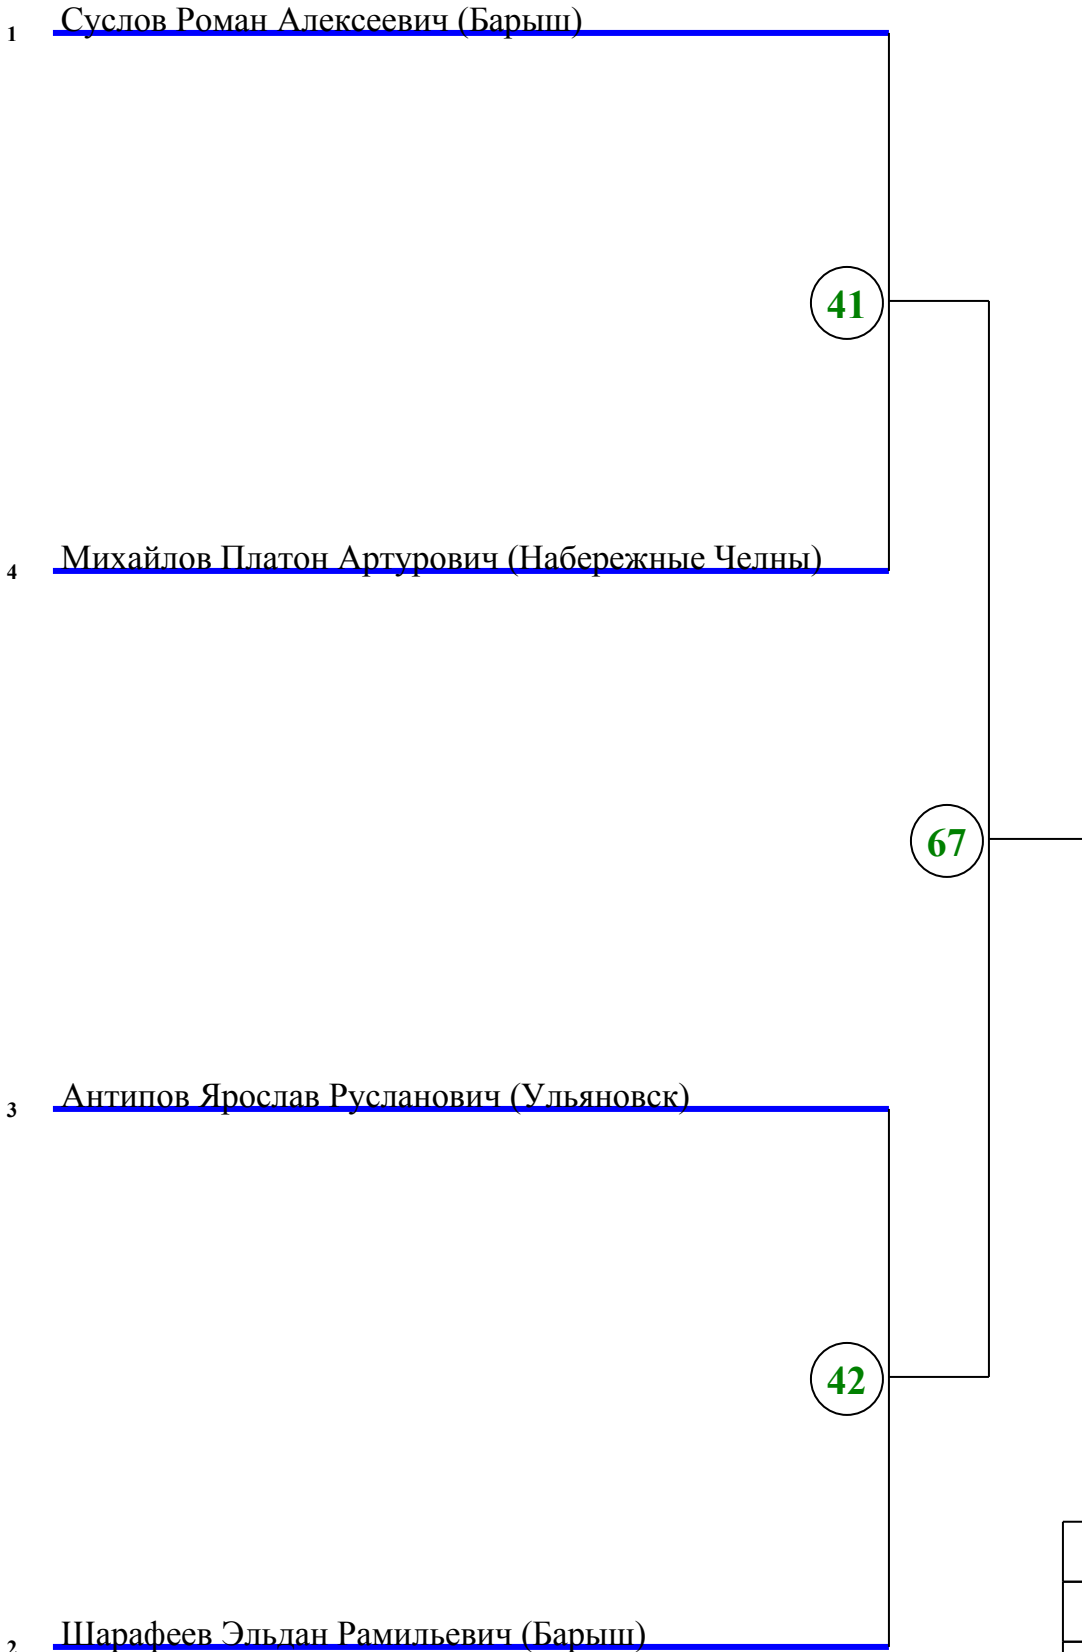 1 Суслов Роман Алексеевич (Барыш)
41
4 Михайлов Платон Артурович (Набережные Челны)
67
3 Антипов Ярослав Русланович (Ульяновск)
42
2 Шарафеев Эльдан Рамильевич (Барыш)